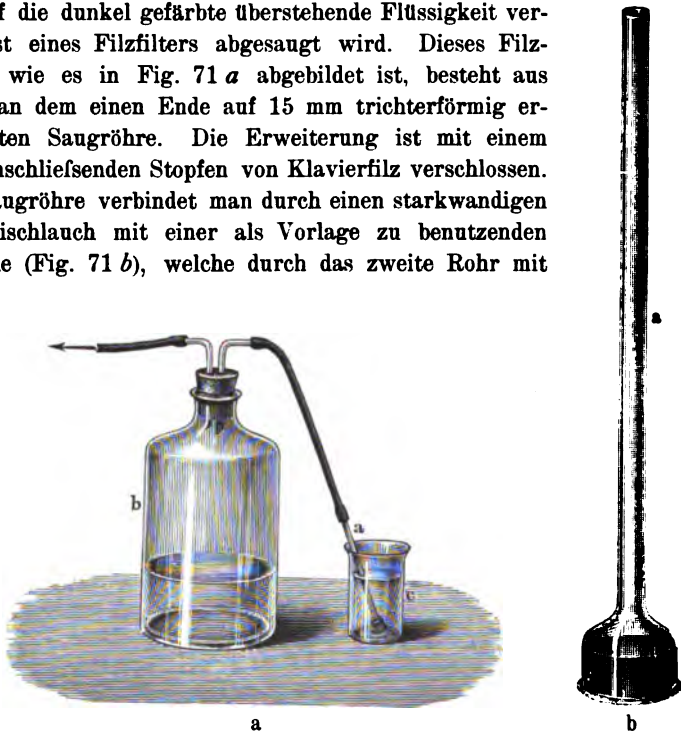 f die dunkel gefärbte überstehende Flüssigkeit ver-
st eines Filzfilters abgesaugt wird. Dieses Filz-
wie es in Fig. 71 a abgebildet ist, besteht aus
an dem einen Ende auf 15 mm trichterförmig er-
ten Saugröhre. Die Erweiterung ist mit einem
nschließsenden Stopfen von Klavierfilz verschlossen.
augröhre verbindet man durch einen starkwandigen
ischlauch mit einer als Vorlage zu benutzenden
e (Fig. 71 b), welche durch das zweite Rohr mit
a
b
a
c
a
b